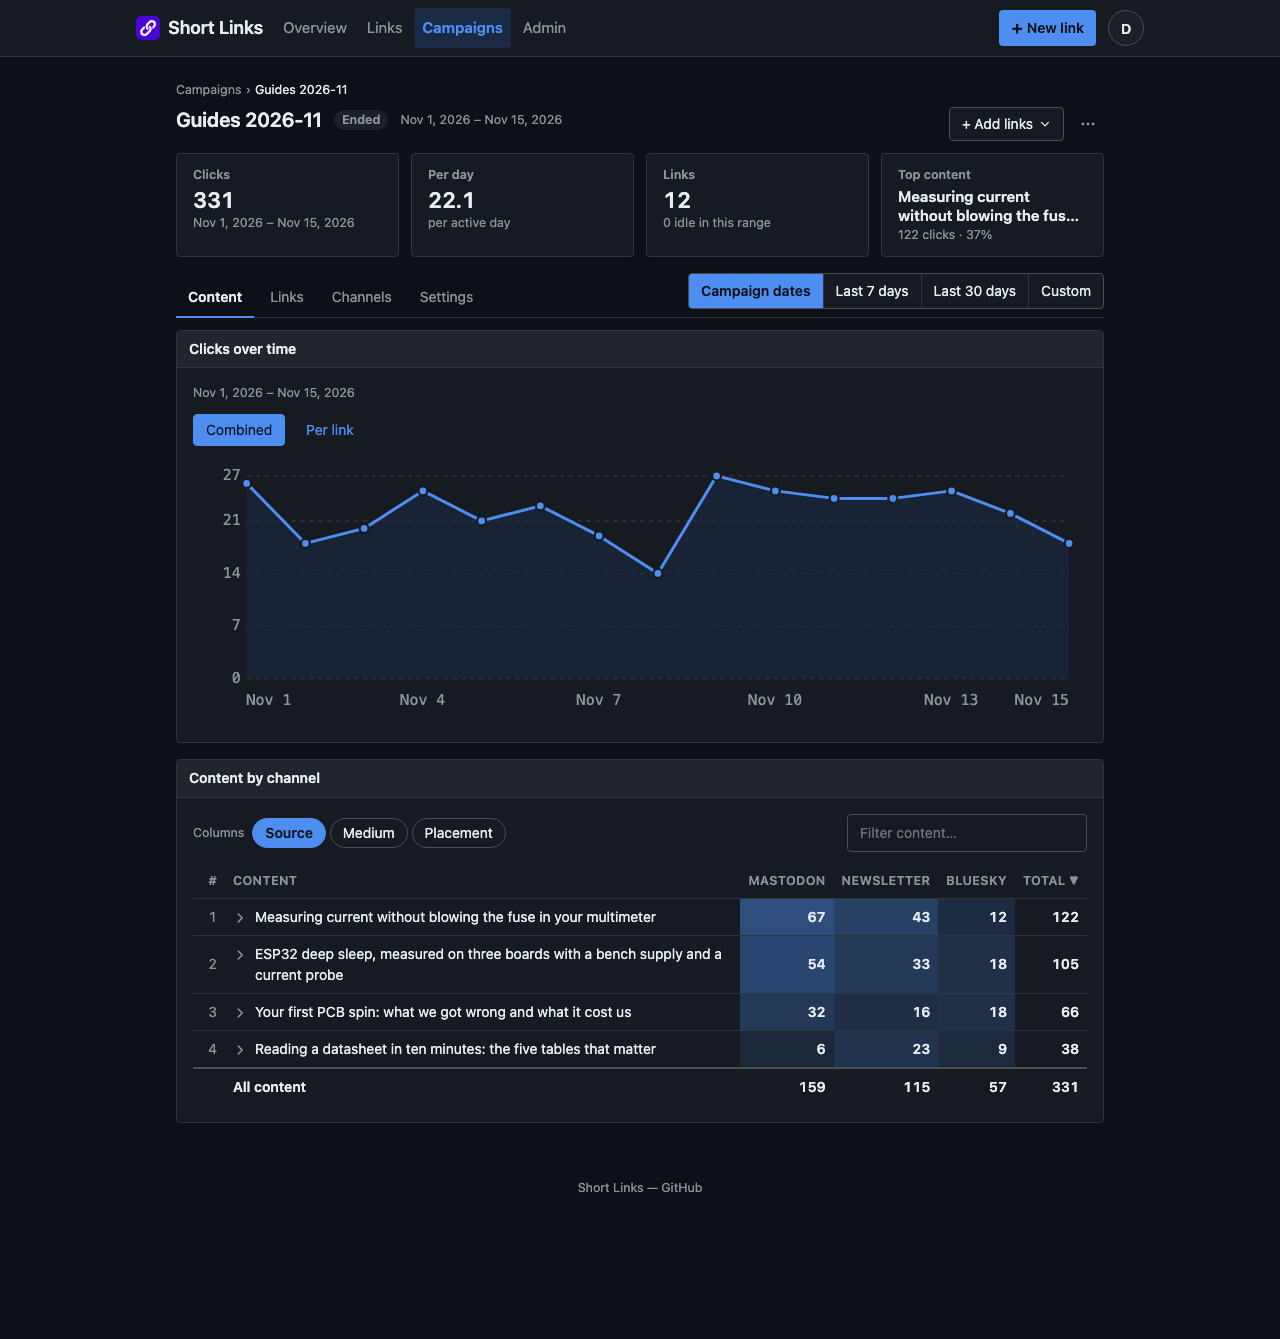 Short Links
Overview
Links
Campaigns
Admin
+ New link
D
Campaigns › Guides 2026-11
Guides 2026-11
Ended
Nov 1, 2026 – Nov 15, 2026
+ Add links
Clicks
331
Nov 1, 2026 – Nov 15, 2026
Per day
22.1
per active day
Links
12
0 idle in this range
Top content
Measuring current
without blowing the fus...
122 clicks · 37%
Content
Links
Channels
Settings
Campaign dates
Last 7 days
Last 30 days
Custom
Clicks over time
Nov 1, 2026 – Nov 15, 2026
Combined
Per link
27
21
14
7
0
Nov 1
Nov 4
Nov 7
Nov 10
Nov 13
Nov 15
Content by channel
Columns
Source
Medium
Placement
Filter content...
# CONTENT MASTODON NEWSLETTER BLUESKY TOTAL ▼
1 Measuring current without blowing the fuse in your multimeter 67 43 12 122
2 ESP32 deep sleep, measured on three boards with a bench supply and a
current probe 54 33 18 105
3 Your first PCB spin: what we got wrong and what it cost us 32 16 18 66
4 Reading a datasheet in ten minutes: the five tables that matter 6 23 9 38
All content 159 115 57 331
Short Links — GitHub